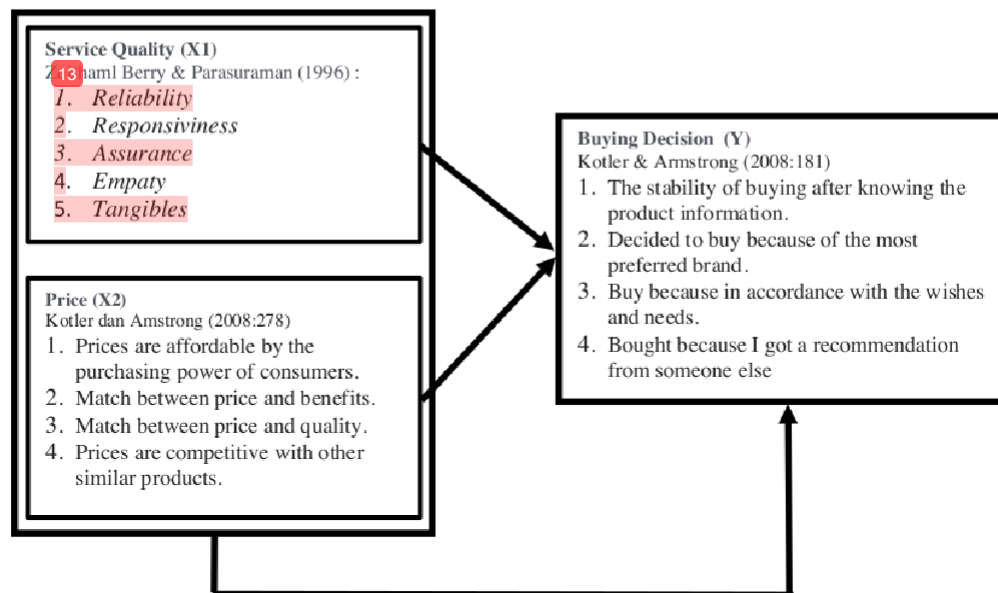 Service Quality (X1)
13
Berry & Parasuraman (1996) :
1. Reliability
2. Responsiviness
3. Assurance
4. Empaty
5. Tangibles
Price (X2)
Kotler dan Amstrong (2008:278)
1. Prices are affordable by the
purchasing power of consumers.
2. Match between price and benefits.
3. Match between price and quality.
4. Prices are competitive with other
similar products.
Buying Decision (Y)
Kotler & Armstrong (2008:181)
1. The stability of buying after knowing the
product information.
2. Decided to buy because of the most
preferred brand.
3. Buy because in accordance with the wishes
and needs.
4. Bought because I got a recommendation
from someone else